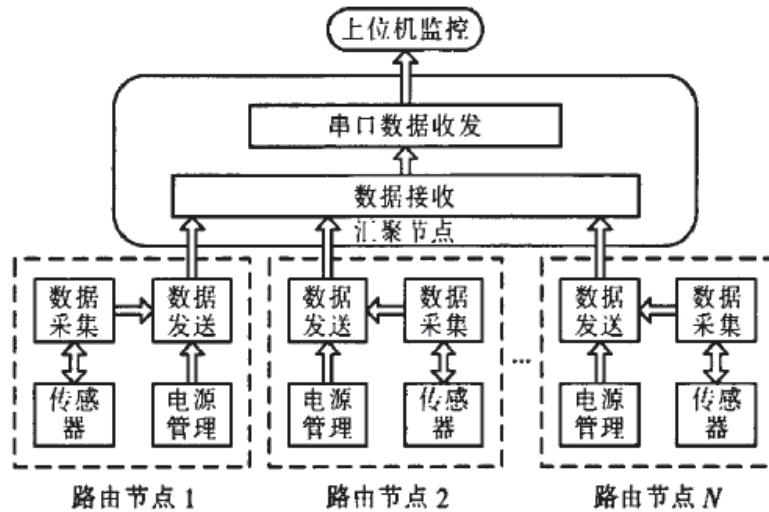 上位机监控
串口数据收发
数据接收
汇聚节点
数据
采集
数据
发送
传感
器
电源
管理
路由节点 1
数据
发送
数据
采集
电源
管理
传感
器
路由节点 2
...
数据
发送
数据
采集
电源
管理
传感
器
路由节点 N